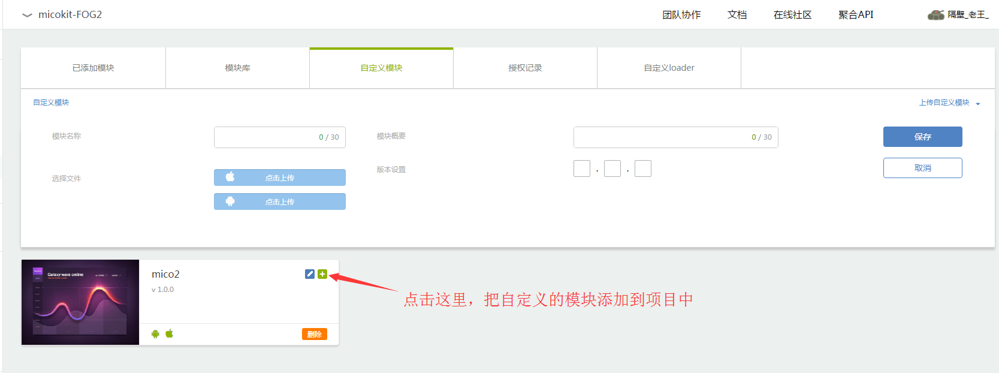 micokit-FOG2
团队协作 文档 在线社区 聚合API 隔壁_老王_
已添加模块 模块库 自定义模块 授权记录 自定义loader
自定义模块 上传自定义模块
模块名称 0 / 30 模块概要 0 / 30 保存
选择文件 点击上传 版本设置 . . 取消
点击上传
Galaxy wars online
mico2
v 1.0.0
点击这里，把自定义的模块添加到项目中
删除